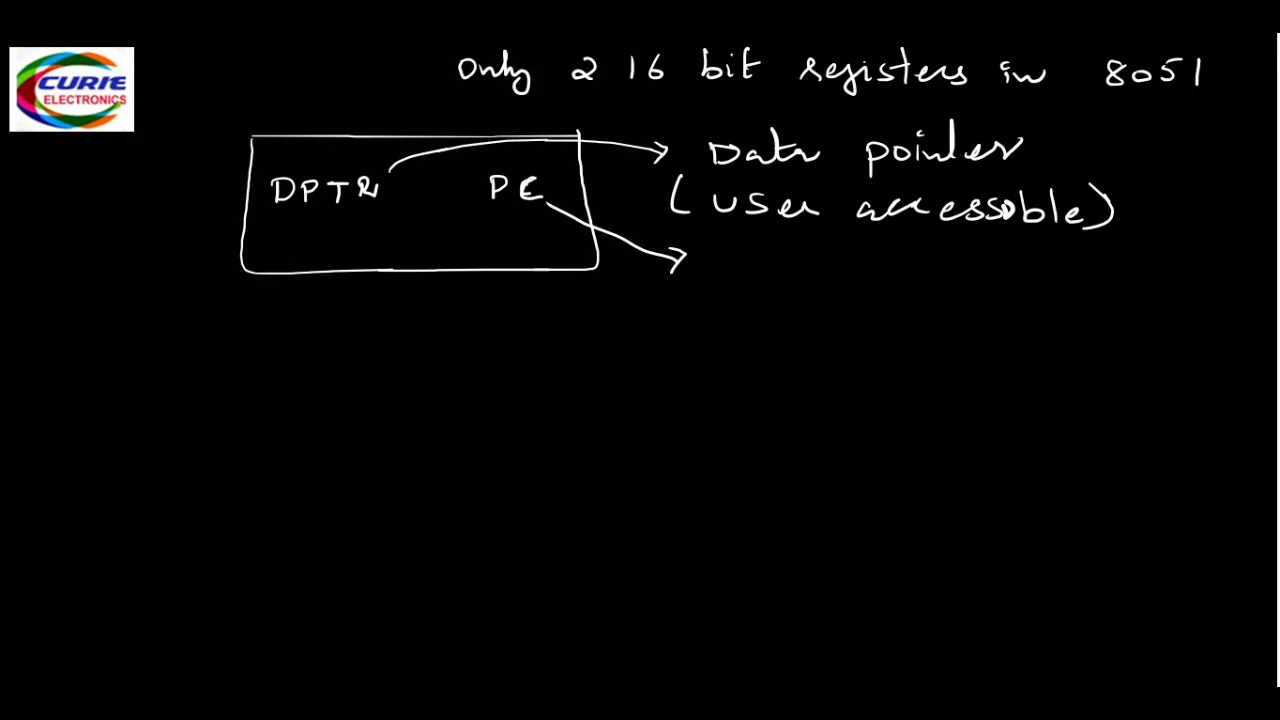 CURIE
ELECTRONICS
Only 2 16 bit registers in 8051
DPTR PC
Data pointer
(user accessible)